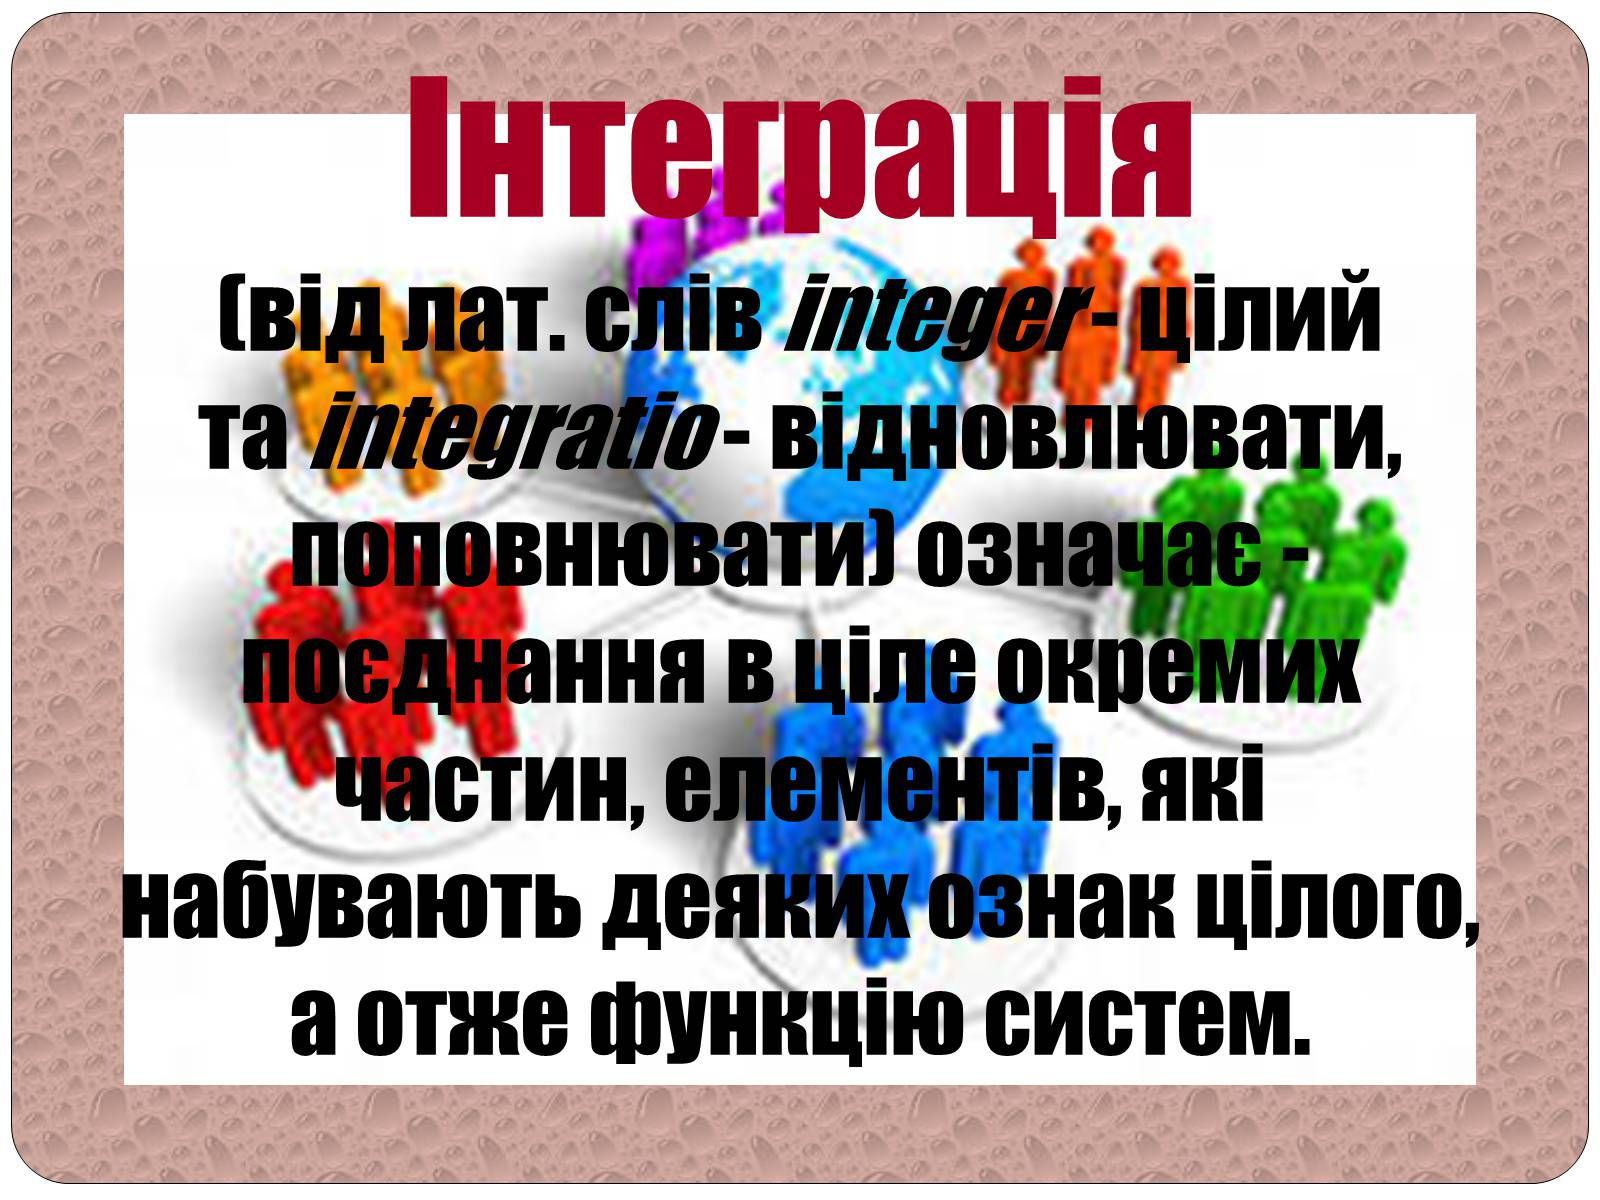 Інтеграція
(від лат. слів integer - цілий
та integratio - відновлювати,
поповнювати) означає -
поєднання в ціле окремих
частин, елементів, які
набувають деяких ознак цілого,
а отже функцію систем.